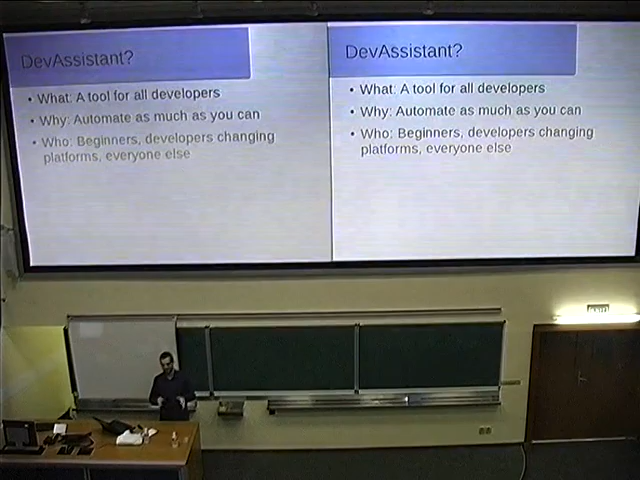 DevAssistant?
• What: A tool for all developers
• Why: Automate as much as you can
• Who: Beginners, developers changing
platforms, everyone else
DevAssistant?
• What: A tool for all developers
• Why: Automate as much as you can
• Who: Beginners, developers changing
platforms, everyone else